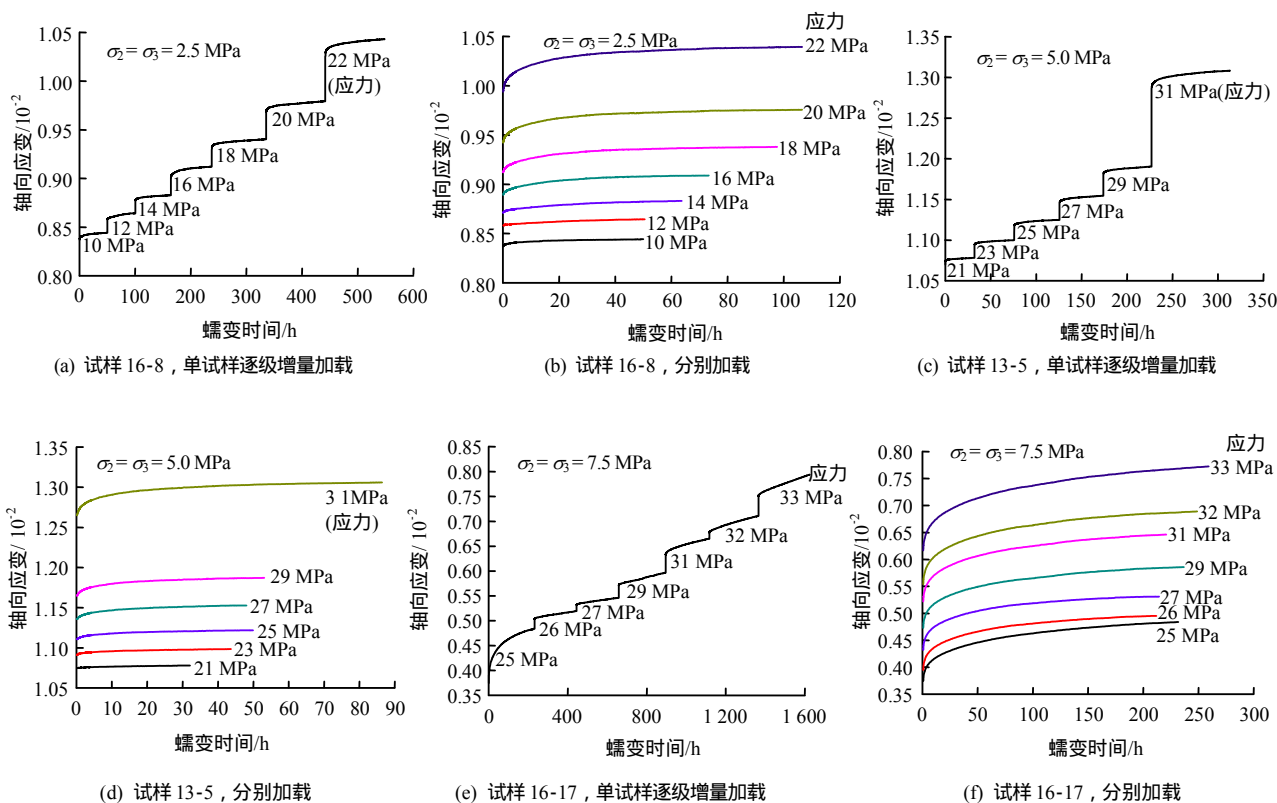 1.05
1.00
0.95
0.90
0.85
0.80
轴向应变/10⁻²
σ₂= σ₃= 2.5 MPa
22 MPa
(应力)
20 MPa
18 MPa
16 MPa
14 MPa
12 MPa
10 MPa
0 100 200 300 400 500 600
蠕变时间/h
(a) 试样 16-8，单试样逐级增量加载
1.05
1.00
0.95
0.90
0.85
0.80
轴向应变/10⁻²
σ₂= σ₃= 2.5 MPa
应力
22 MPa
20 MPa
18 MPa
16 MPa
14 MPa
12 MPa
10 MPa
0 20 40 60 80 100 120
蠕变时间/h
(b) 试样 16-8，分别加载
1.35
1.30
1.25
1.20
1.15
1.10
1.05
轴向应变/10⁻²
σ₂= σ₃= 5.0 MPa
31 MPa(应力)
29 MPa
27 MPa
25 MPa
23 MPa
21 MPa
0 50 100 150 200 250 300 350
蠕变时间/h
(c) 试样 13-5，单试样逐级增量加载
1.35
1.30
1.25
1.20
1.15
1.10
1.05
轴向应变/ 10⁻²
σ₂= σ₃= 5.0 MPa
3 1MPa
(应力)
29 MPa
27 MPa
25 MPa
23 MPa
21 MPa
0 10 20 30 40 50 60 70 80 90
蠕变时间/h
(d) 试样 13-5，分别加载
0.85
0.80
0.75
0.70
0.65
0.60
0.55
0.50
0.45
0.40
0.35
轴向应变/10⁻²
σ₂= σ₃= 7.5 MPa
应力
33 MPa
32 MPa
31 MPa
29 MPa
27 MPa
26 MPa
25 MPa
0 400 800 1 200 1 600
蠕变时间/h
(e) 试样 16-17，单试样逐级增量加载
0.80
0.75
0.70
0.65
0.60
0.55
0.50
0.45
0.40
0.35
轴向应变/10⁻²
σ₂= σ₃= 7.5 MPa
应力
33 MPa
32 MPa
31 MPa
29 MPa
27 MPa
26 MPa
25 MPa
0 50 100 150 200 250 300
蠕变时间/h
(f) 试样 16-17，分别加载